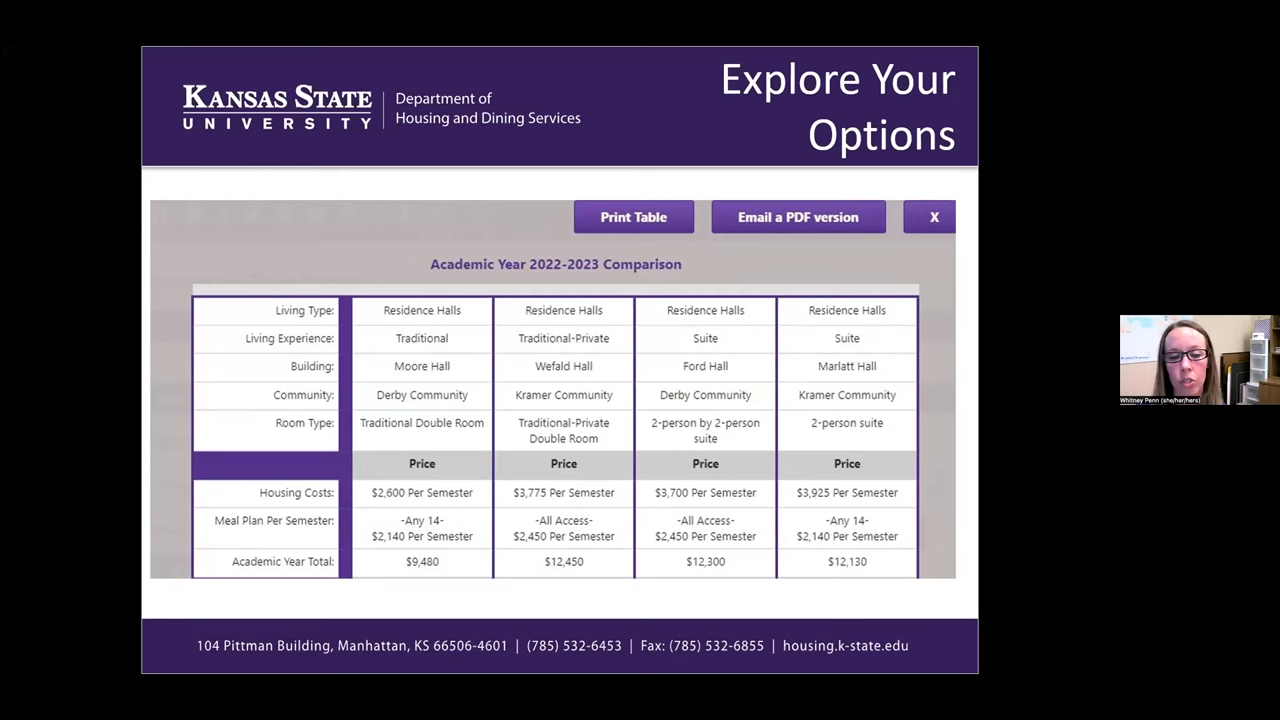 KANSAS STATE
UNIVERSITY
Department of
Housing and Dining Services
Explore Your
Options
Print Table
Email a PDF version
X
Academic Year 2022-2023 Comparison
Living Type: Residence Halls Residence Halls Residence Halls Residence Halls
Living Experience: Traditional Traditional-Private Suite Suite
Building: Moore Hall Wefald Hall Ford Hall Marlatt Hall
Community: Derby Community Kramer Community Derby Community Kramer Community
Room Type: Traditional Double Room Traditional-Private 2-person by 2-person 2-person suite
Double Room suite
Price Price Price Price
Housing Costs: $2,600 Per Semester $3,775 Per Semester $3,700 Per Semester $3,925 Per Semester
Meal Plan Per Semester: -Any 14- -All Access- -All Access- -Any 14-
$2,140 Per Semester $2,450 Per Semester $2,450 Per Semester $2,140 Per Semester
Academic Year Total: $9,480 $12,450 $12,300 $12,130
104 Pittman Building, Manhattan, KS 66506-4601 | (785) 532-6453 | Fax: (785) 532-6855 | housing.k-state.edu
Whitney Penn (she/her/hers)